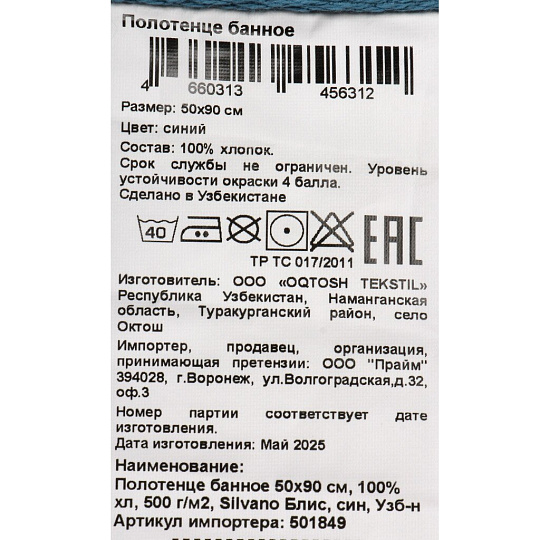 Полотенце банное
4 660313 456312
Размер: 50х90 см
Цвет: синий
Состав: 100% хлопок.
Срок службы не ограничен. Уровень
устойчивости окраски 4 балла.
Сделано в Узбекистане
40
ЕАС
ТР ТС 017/2011
Изготовитель: ООО «OQTOSH TEKSTIL»
Республика Узбекистан, Наманганская
область, Туракурганский район, село
Октош
Импортер, продавец, организация,
принимающая претензии: ООО "Прайм"
394028, г.Воронеж, ул.Волгоградская,д.32,
оф.3
Номер партии соответствует дате
изготовления.
Дата изготовления: Май 2025
Наименование:
Полотенце банное 50х90 см, 100%
хл, 500 г/м2, Silvano Блис, син, Узб-н
Артикул импортера: 501849